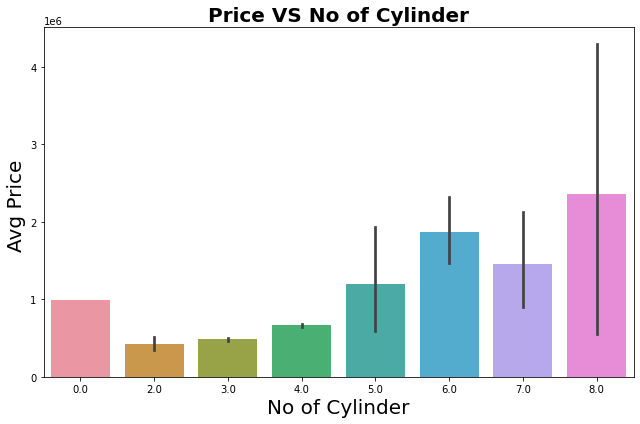 Price VS No of Cylinder
1e6
4
3
2
1
0
Avg Price
0.0 2.0 3.0 4.0 5.0 6.0 7.0 8.0
No of Cylinder